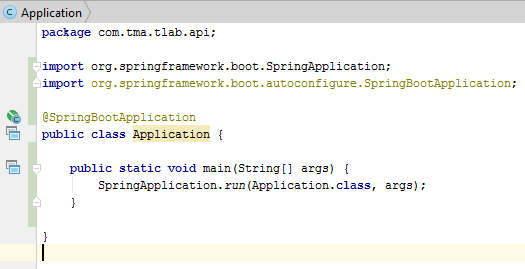 C Application
package com.tma.tlab.api;
import org.springframework.boot.SpringApplication;
import org.springframework.boot.autoconfigure.SpringBootApplication;
@SpringBootApplication
public class Application {
public static void main(String[] args) {
SpringApplication.run(Application.class, args);
}
}